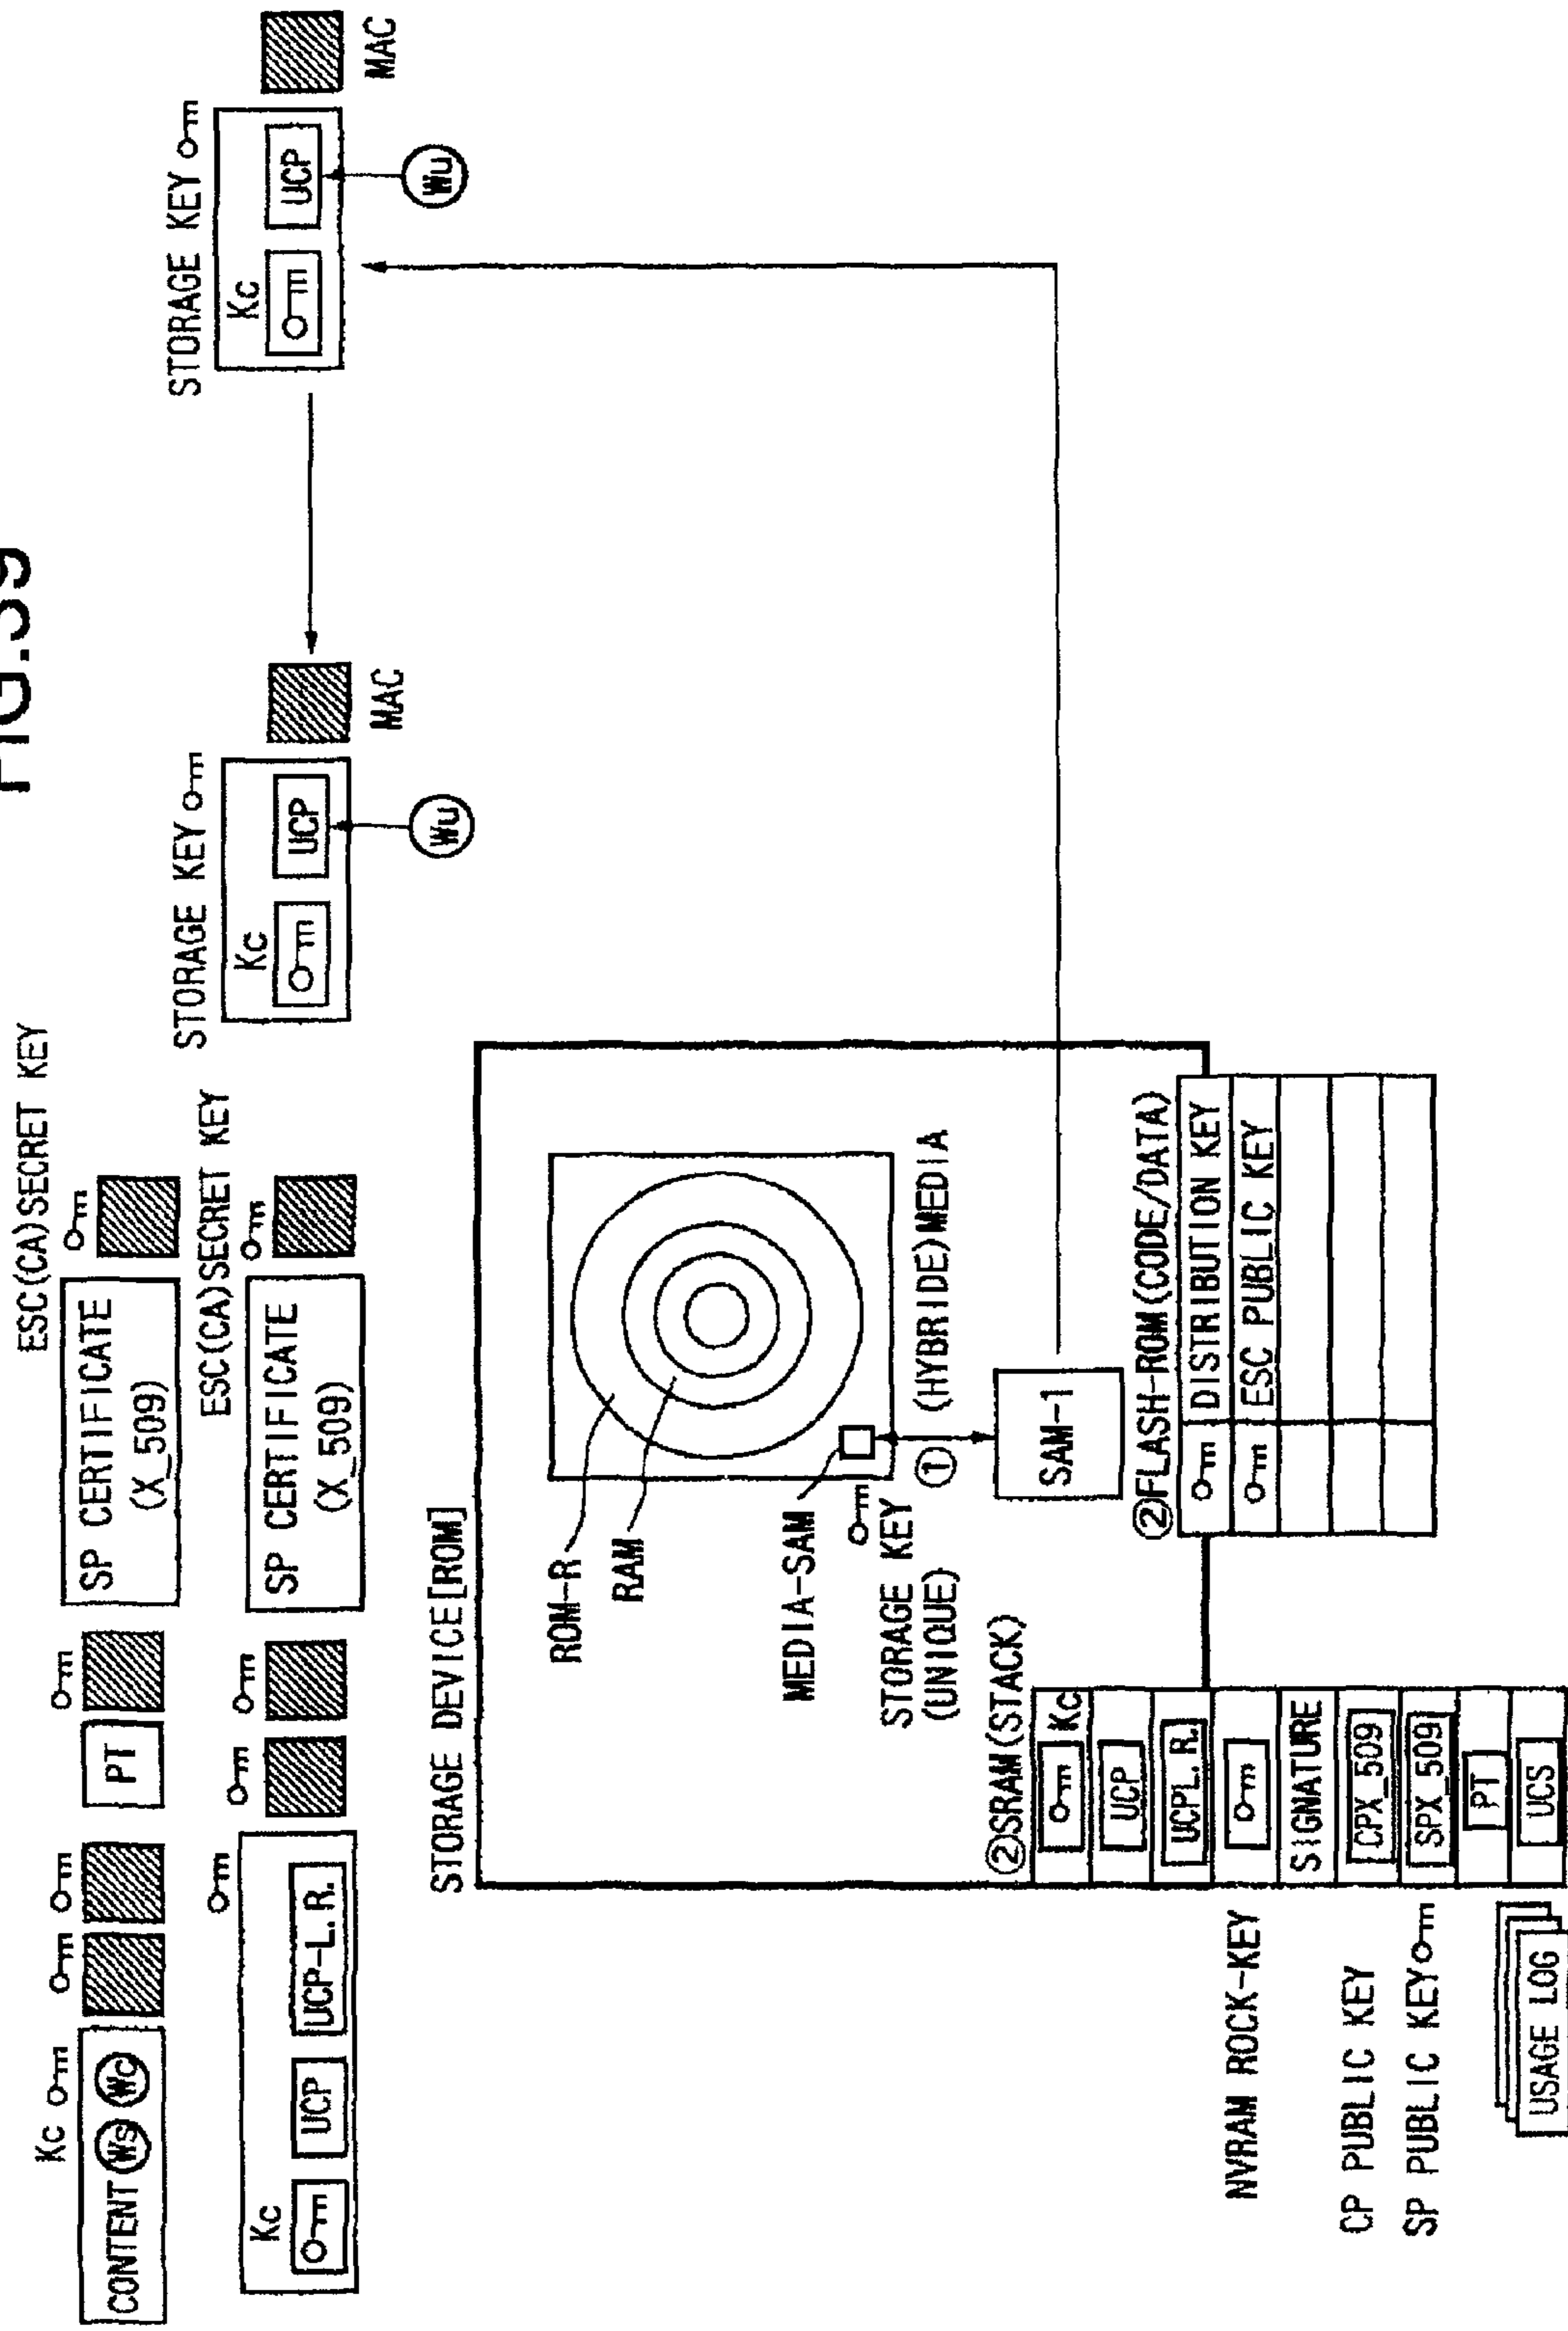 FIG.39
Kc
CONTENT Ws Wc
PT
SP CERTIFICATE
(X_509)
ESC(CA)SECRET KEY
Kc
UCP
UCP-L.R.
SP CERTIFICATE
(X_509)
ESC(CA)SECRET KEY
STORAGE KEY
Kc
UCP
MAC
Wu
STORAGE KEY
Kc
UCP
MAC
Wu
STORAGE DEVICE[ROM]
ROM-R
RAM
MEDIA-SAM
STORAGE KEY
(UNIQUE)
① (HYBRIDE)MEDIA
SAM-1
②SRAM(STACK)
Kc
UCP
UCPL.R.
NVRAM ROCK-KEY
SIGNATURE
CP PUBLIC KEY
CPX_509
SP PUBLIC KEY
SPX_509
PT
UCS
USAGE LOG
②FLASH-ROM(CODE/DATA)
DISTRIBUTION KEY
ESC PUBLIC KEY